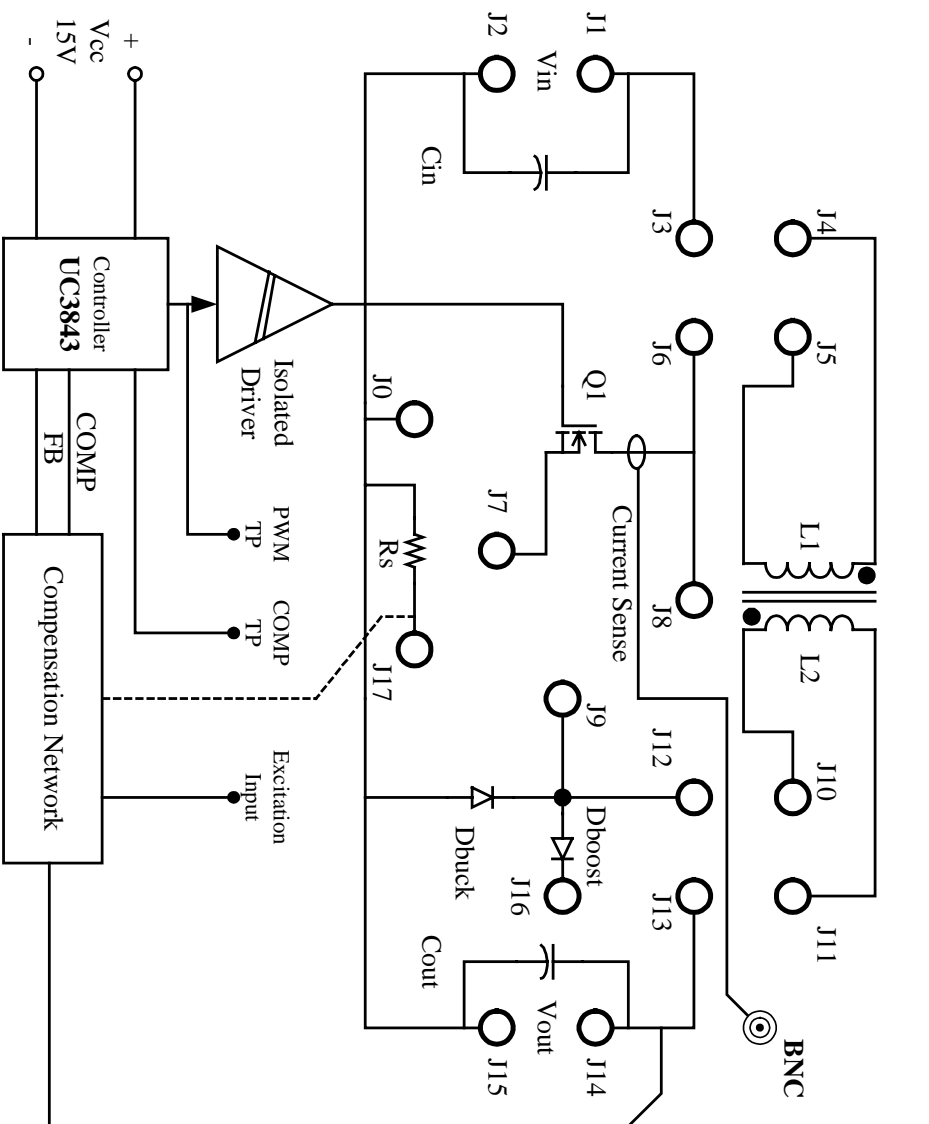 J4
J5
L1
L2
J10
J11
BNC
J3
J6
J8
J12
J13
Current Sense
J1
Q1
J9
Dboost
J14
Vin
Vout
J16
J2
J7
J15
Dbuck
Cin
Cout
J0
Rs
J17
Isolated
Driver
PWM
TP
COMP
TP
Excitation
Input
+
Vcc
15V
-
Controller
UC3843
COMP
FB
Compensation Network